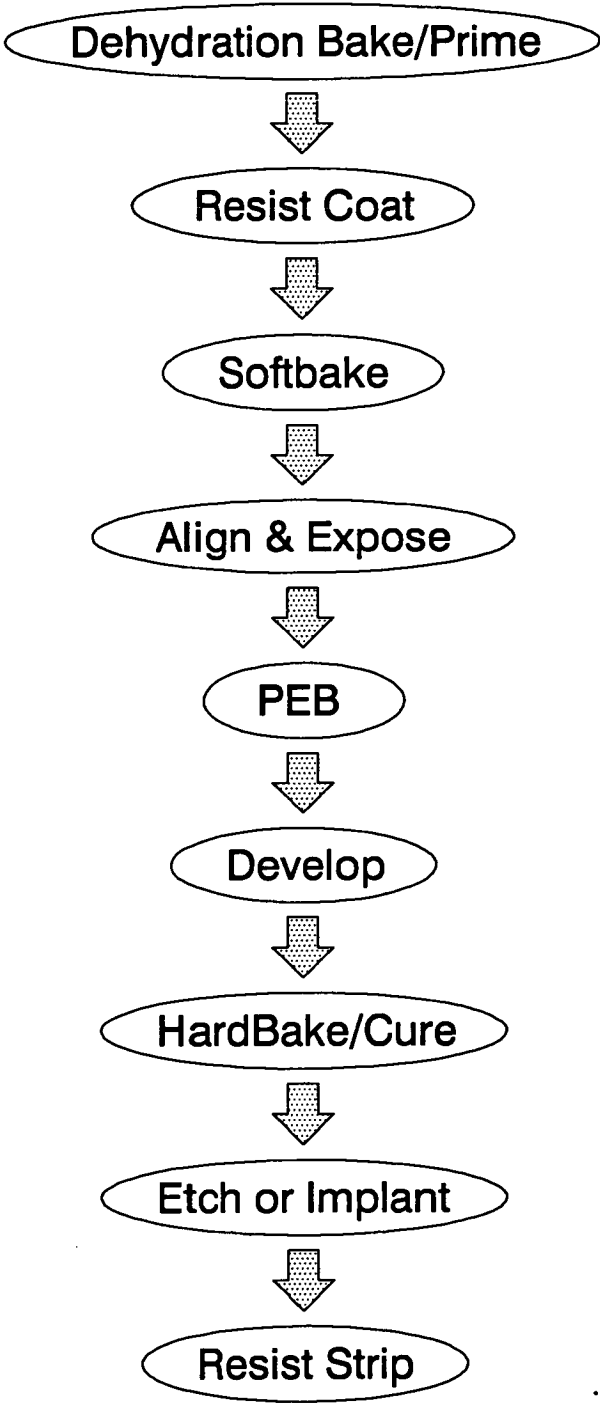 Dehydration Bake/Prime
Resist Coat
Softbake
Align & Expose
PEB
Develop
HardBake/Cure
Etch or Implant
Resist Strip